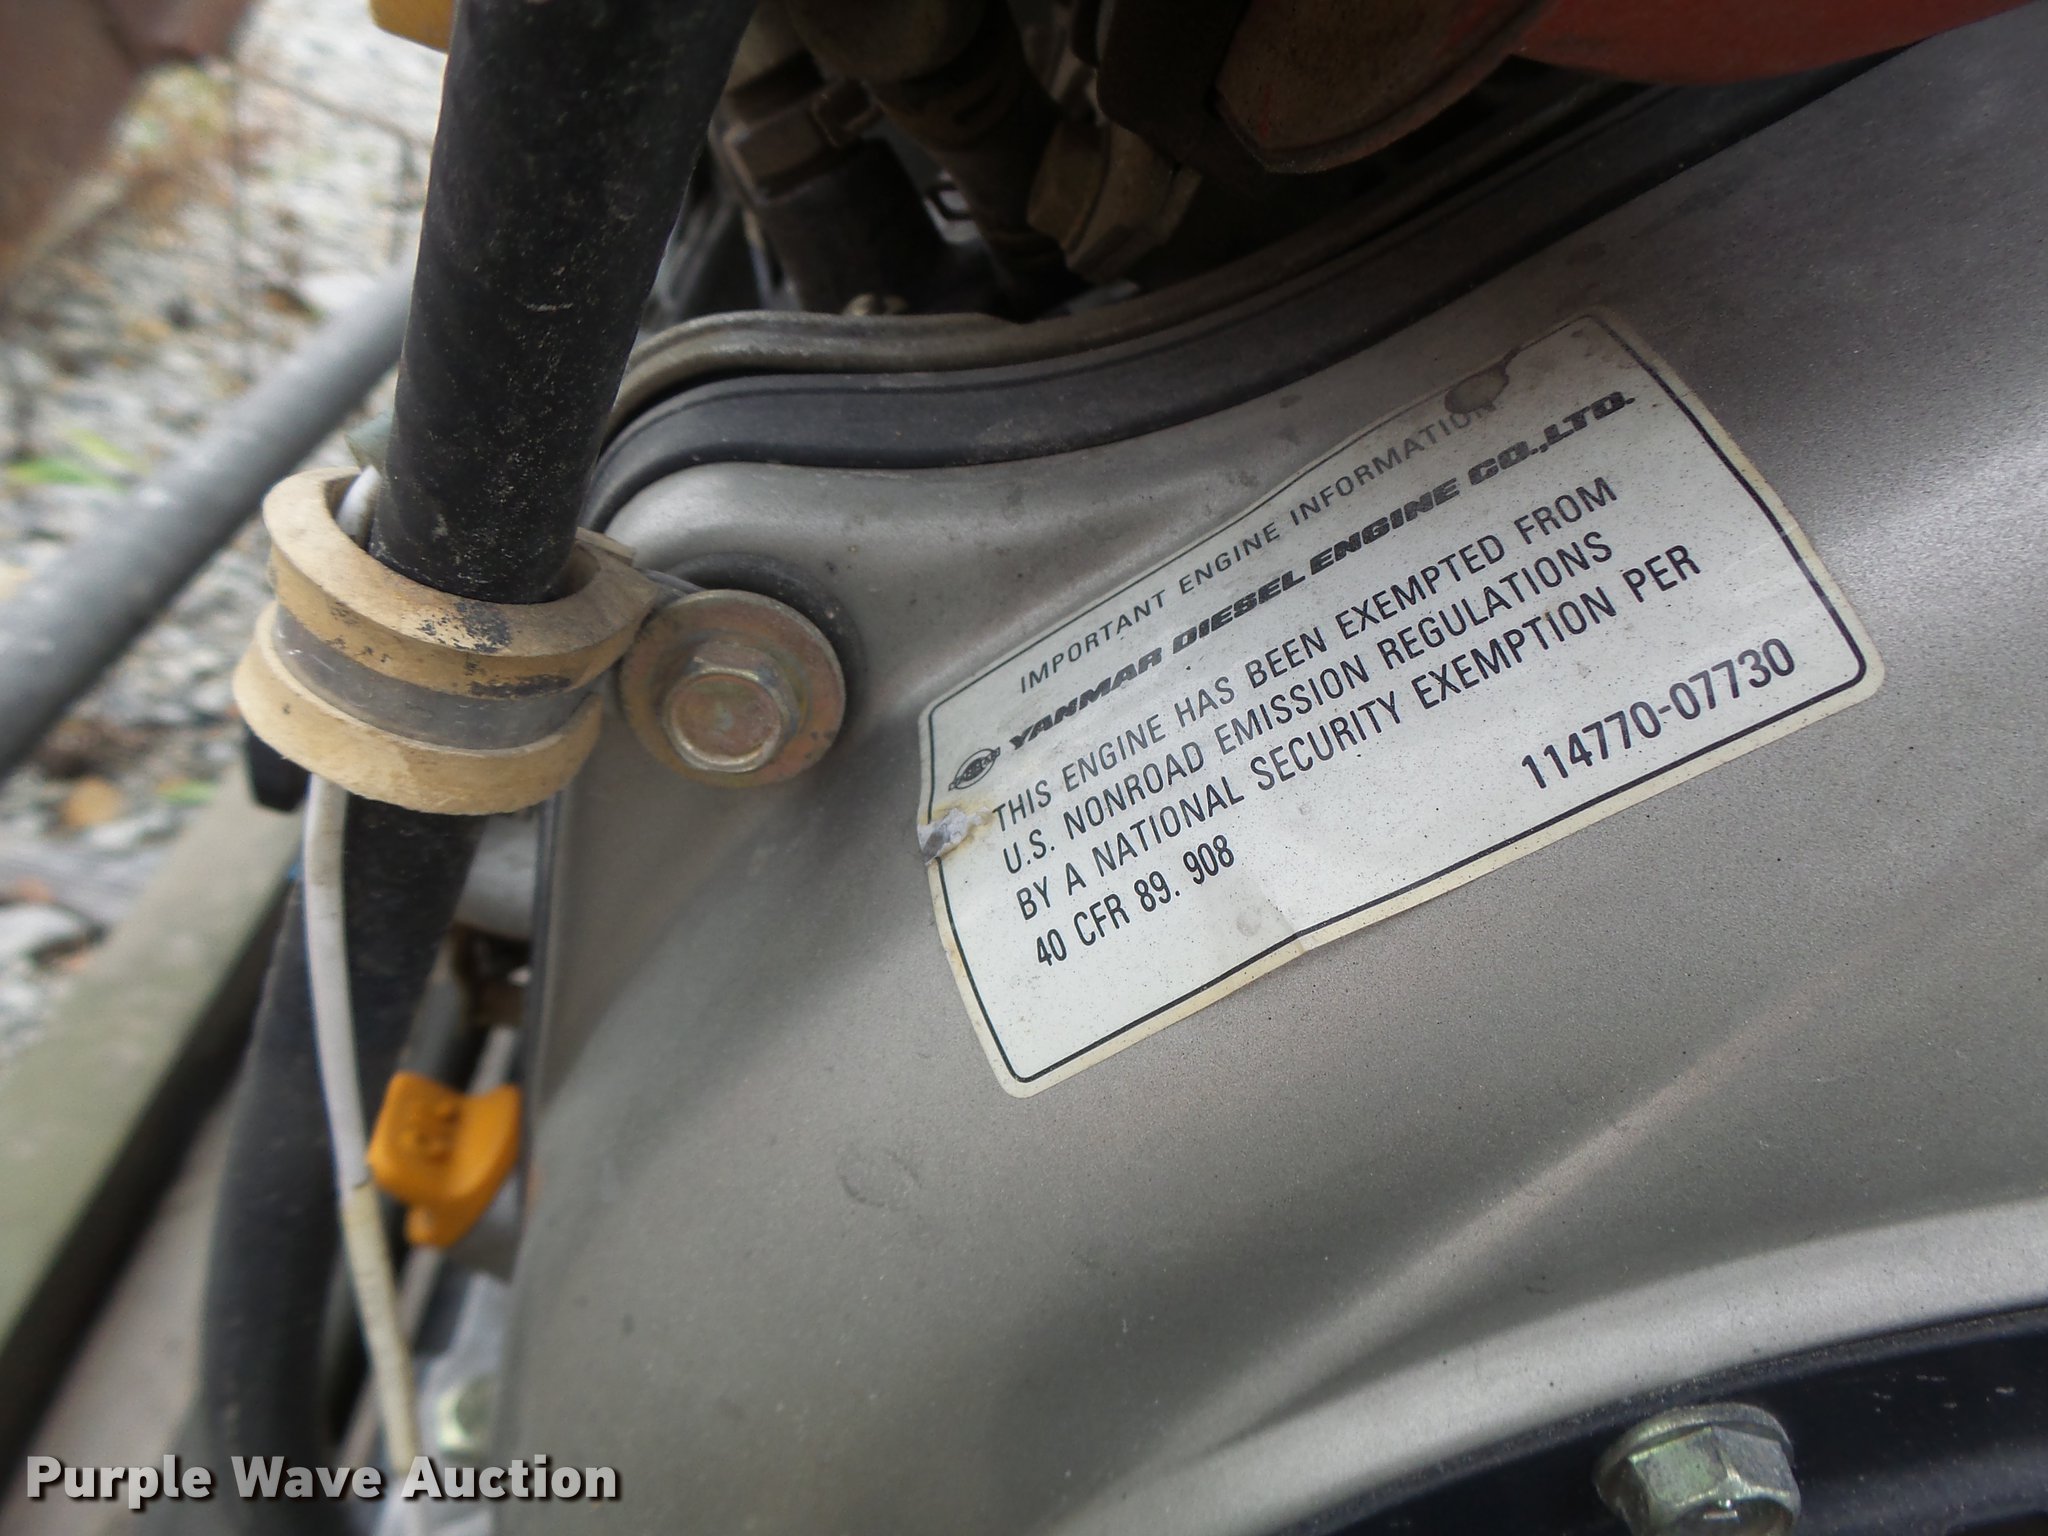 IMPORTANT ENGINE INFORMATION
YANMAR DIESEL ENGINE CO.,LTD.
THIS ENGINE HAS BEEN EXEMPTED FROM
U.S. NONROAD EMISSION REGULATIONS
BY A NATIONAL SECURITY EXEMPTION PER
40 CFR 89. 908
114770-07730
Purple Wave Auction